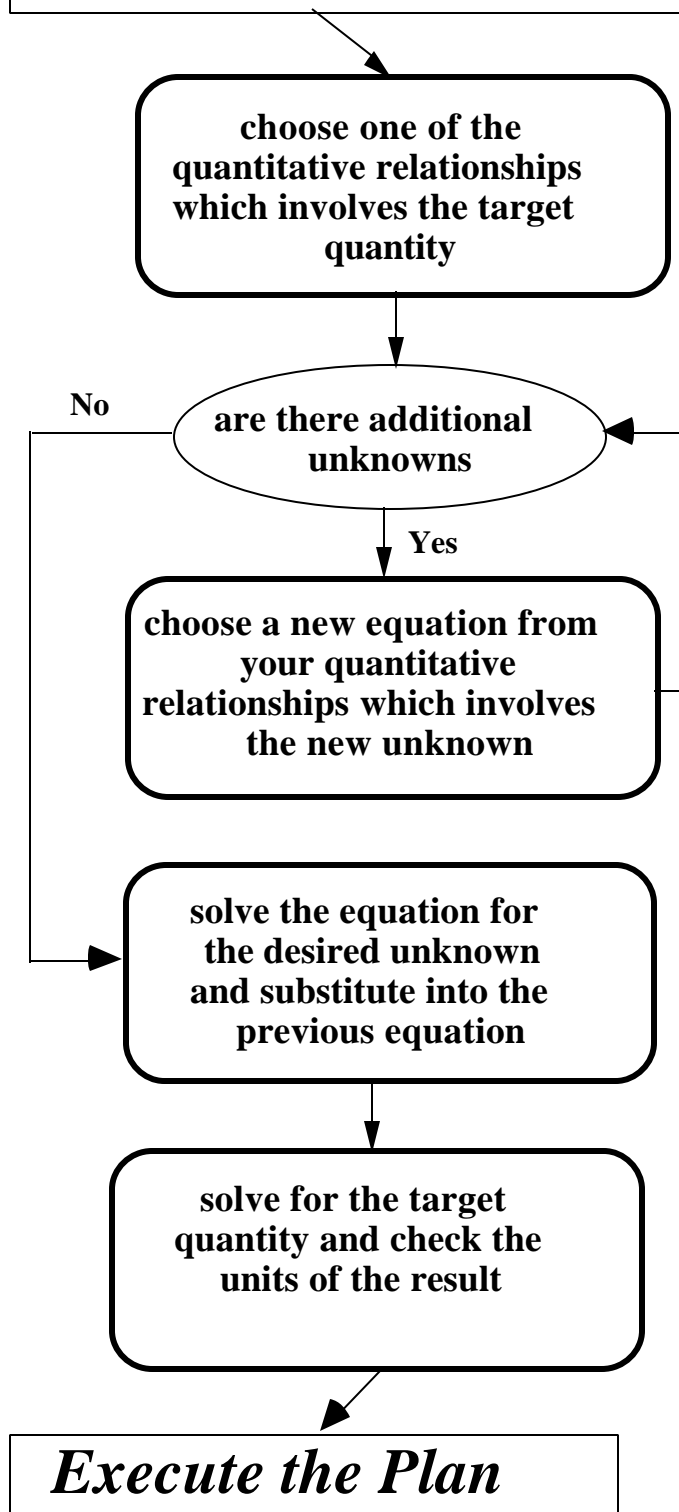 choose one of the
quantitative relationships
which involves the target
quantity
No
are there additional
unknowns
Yes
choose a new equation from
your quantitative
relationships which involves
the new unknown
solve the equation for
the desired unknown
and substitute into the
previous equation
solve for the target
quantity and check the
units of the result
Execute the Plan